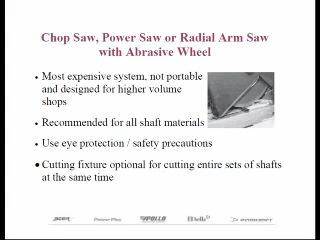 Chop Saw, Power Saw or Radial Arm Saw
with Abrasive Wheel
• Most expensive system, not portable
and designed for higher volume
shops
• Recommended for all shaft materials
• Use eye protection / safety precautions
• Cutting fixture optional for cutting entire sets of shafts
at the same time
APOLLO